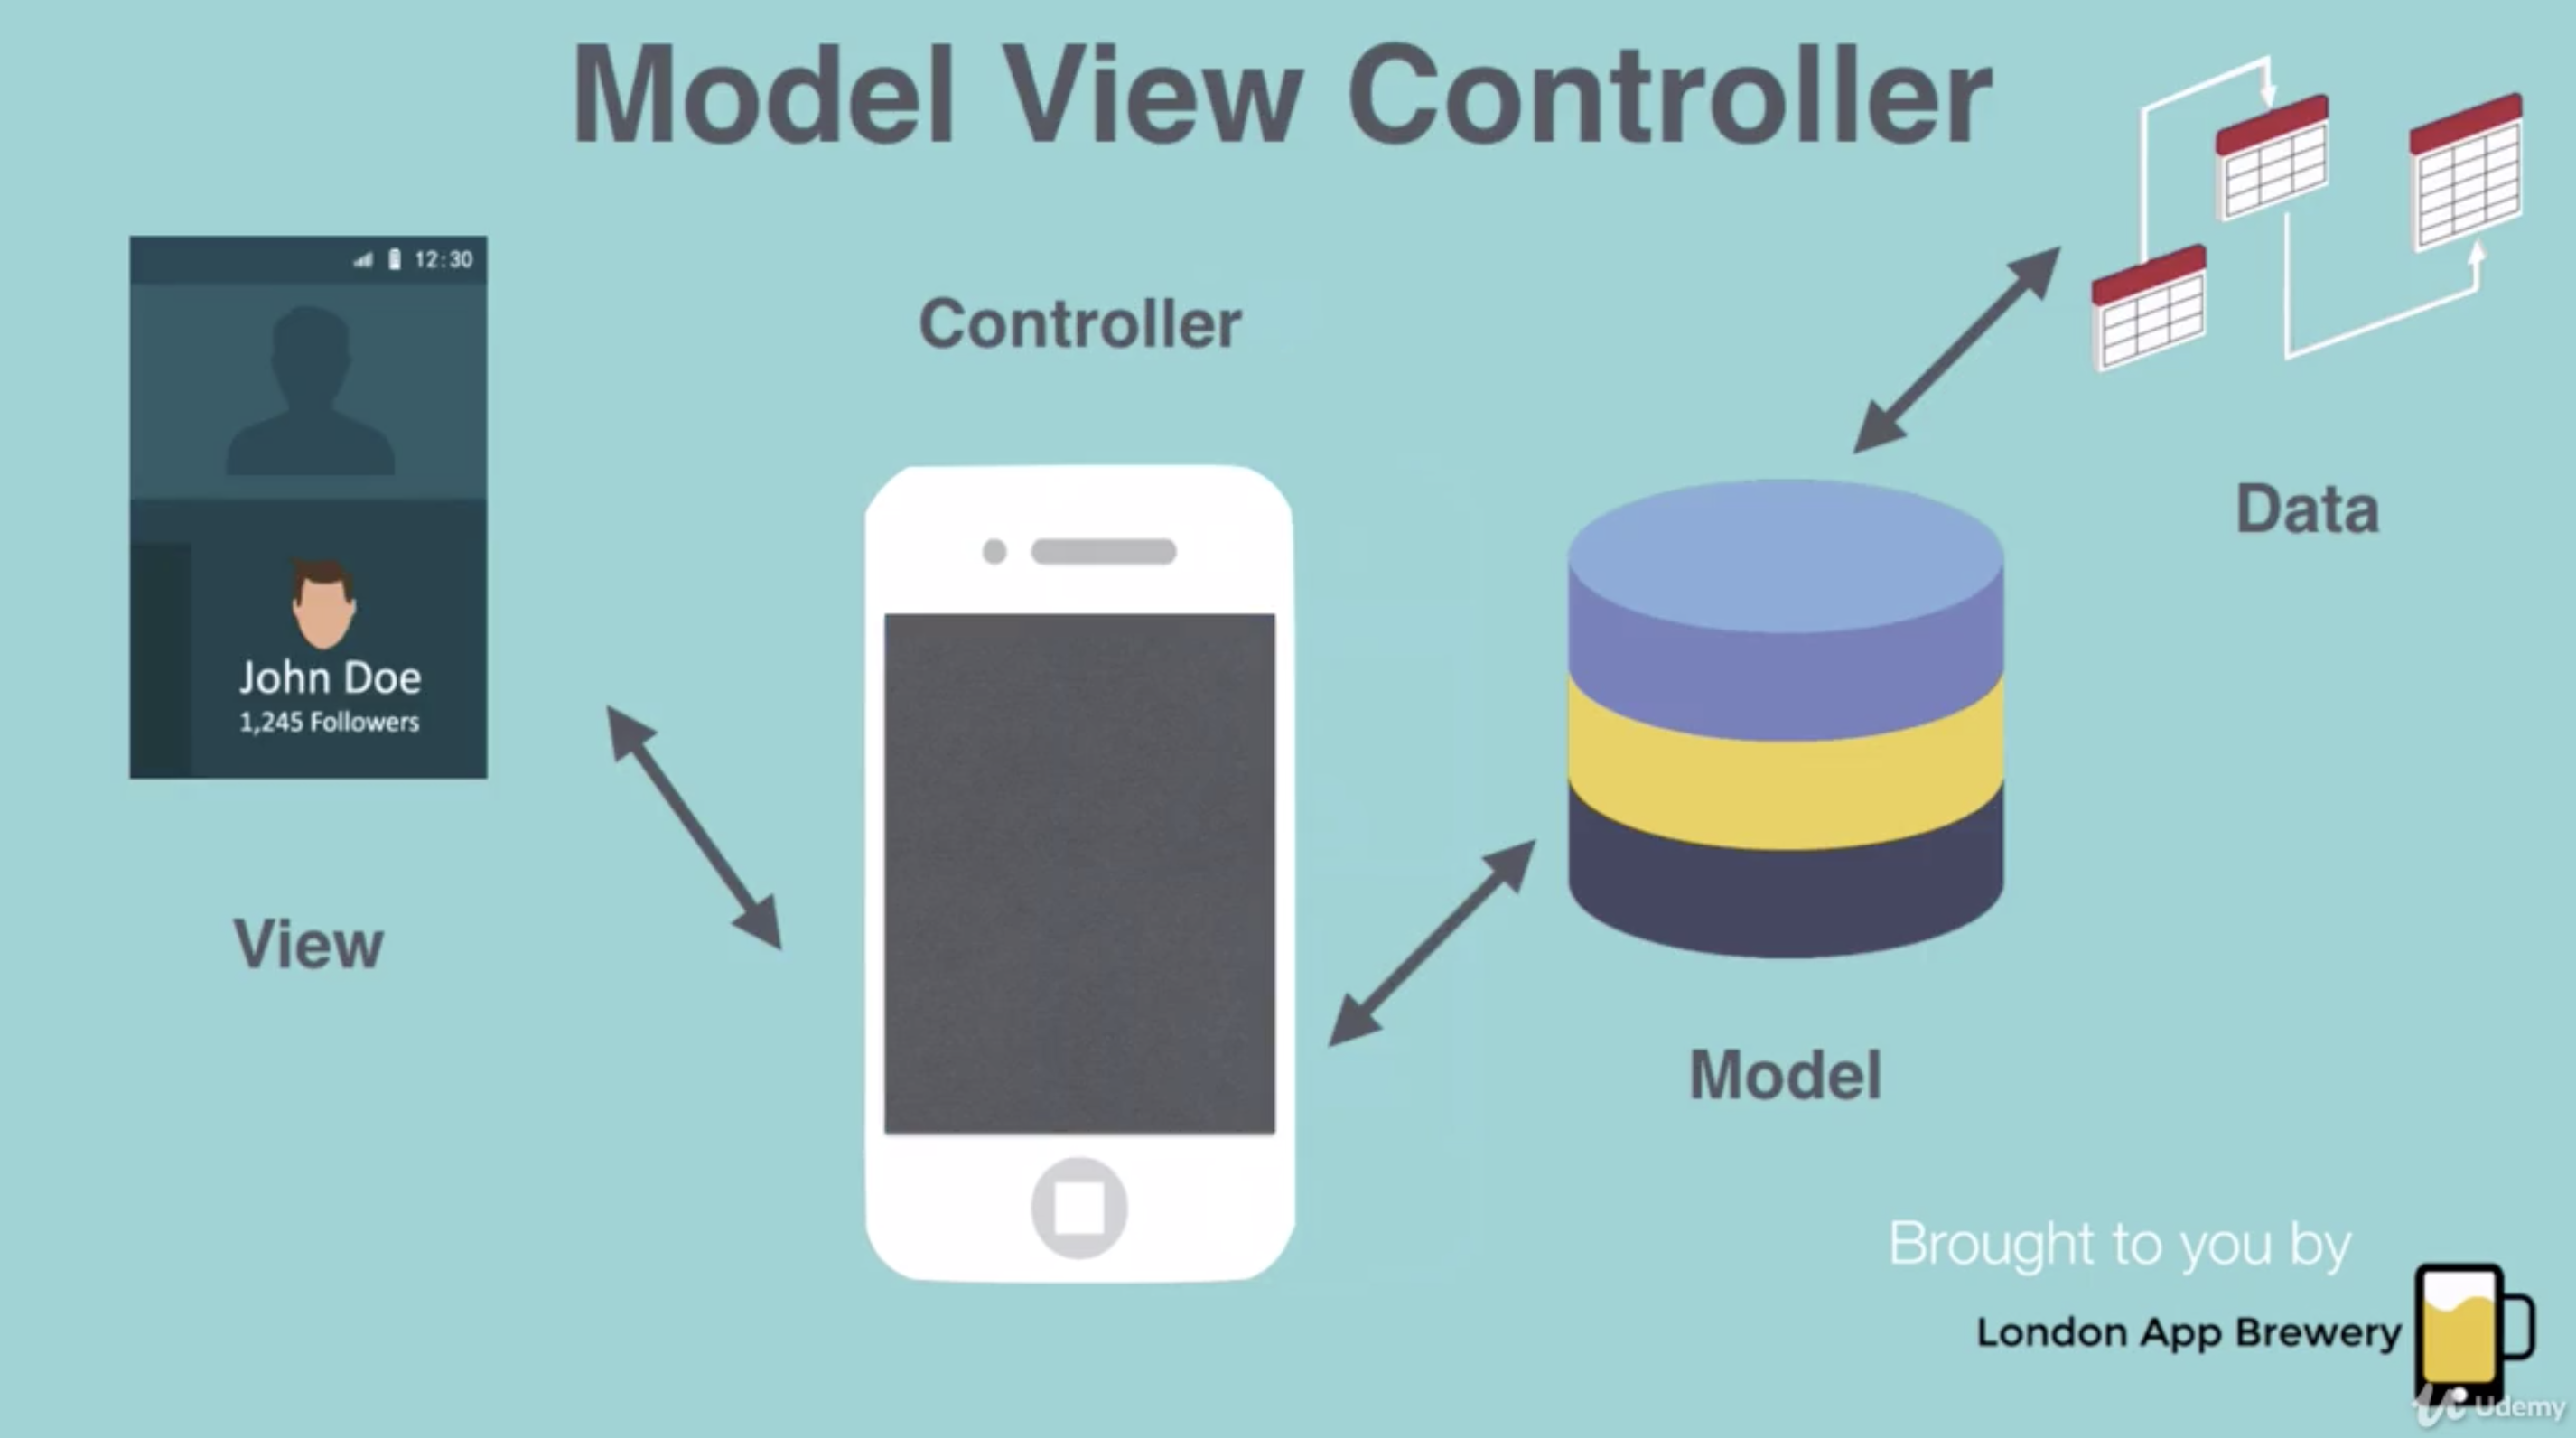 Model View Controller
12:30
Controller
Data
John Doe
1,245 Followers
View
Model
Brought to you by
London App Brewery
Udemy